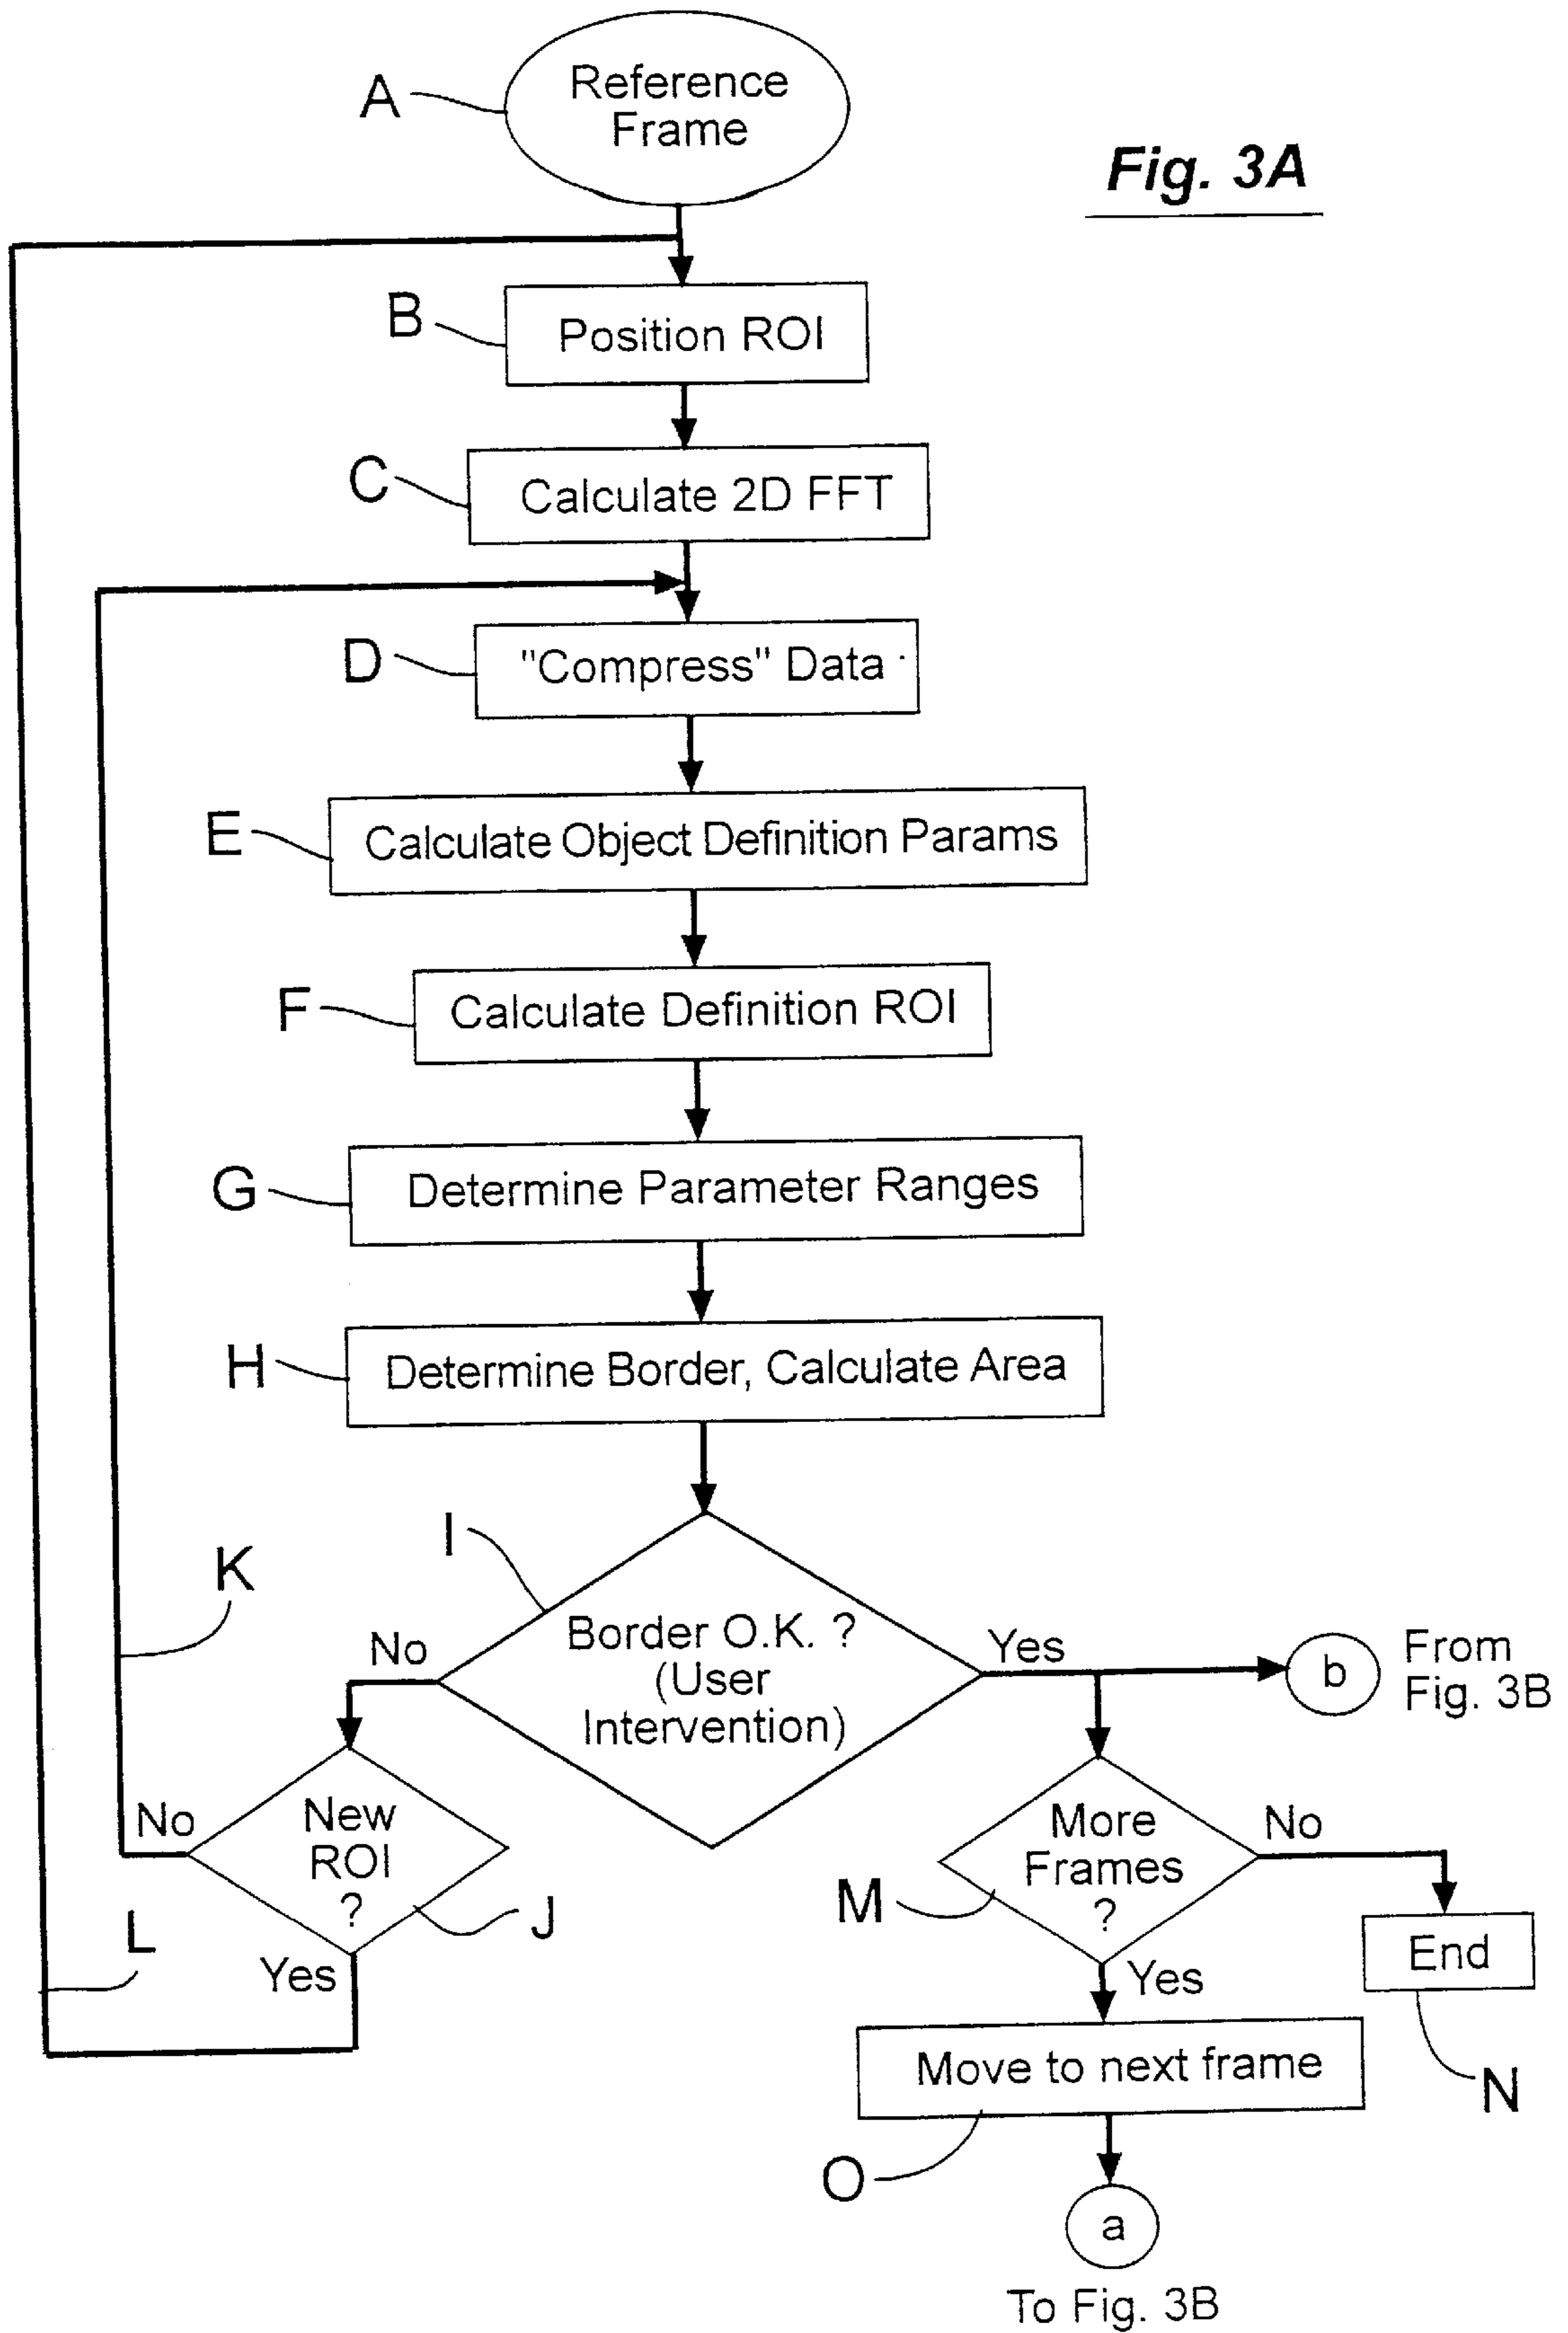 A
Reference
Frame
Fig. 3A
B
Position ROI
C
Calculate 2D FFT
D
"Compress" Data
E
Calculate Object Definition Params
F
Calculate Definition ROI
G
Determine Parameter Ranges
H
Determine Border, Calculate Area
I
K
Border O.K. ?
(User
Intervention)
No
Yes
b
From
Fig. 3B
No
New
ROI
?
J
L
Yes
More
Frames
?
M
No
End
N
Yes
Move to next frame
O
a
To Fig. 3B